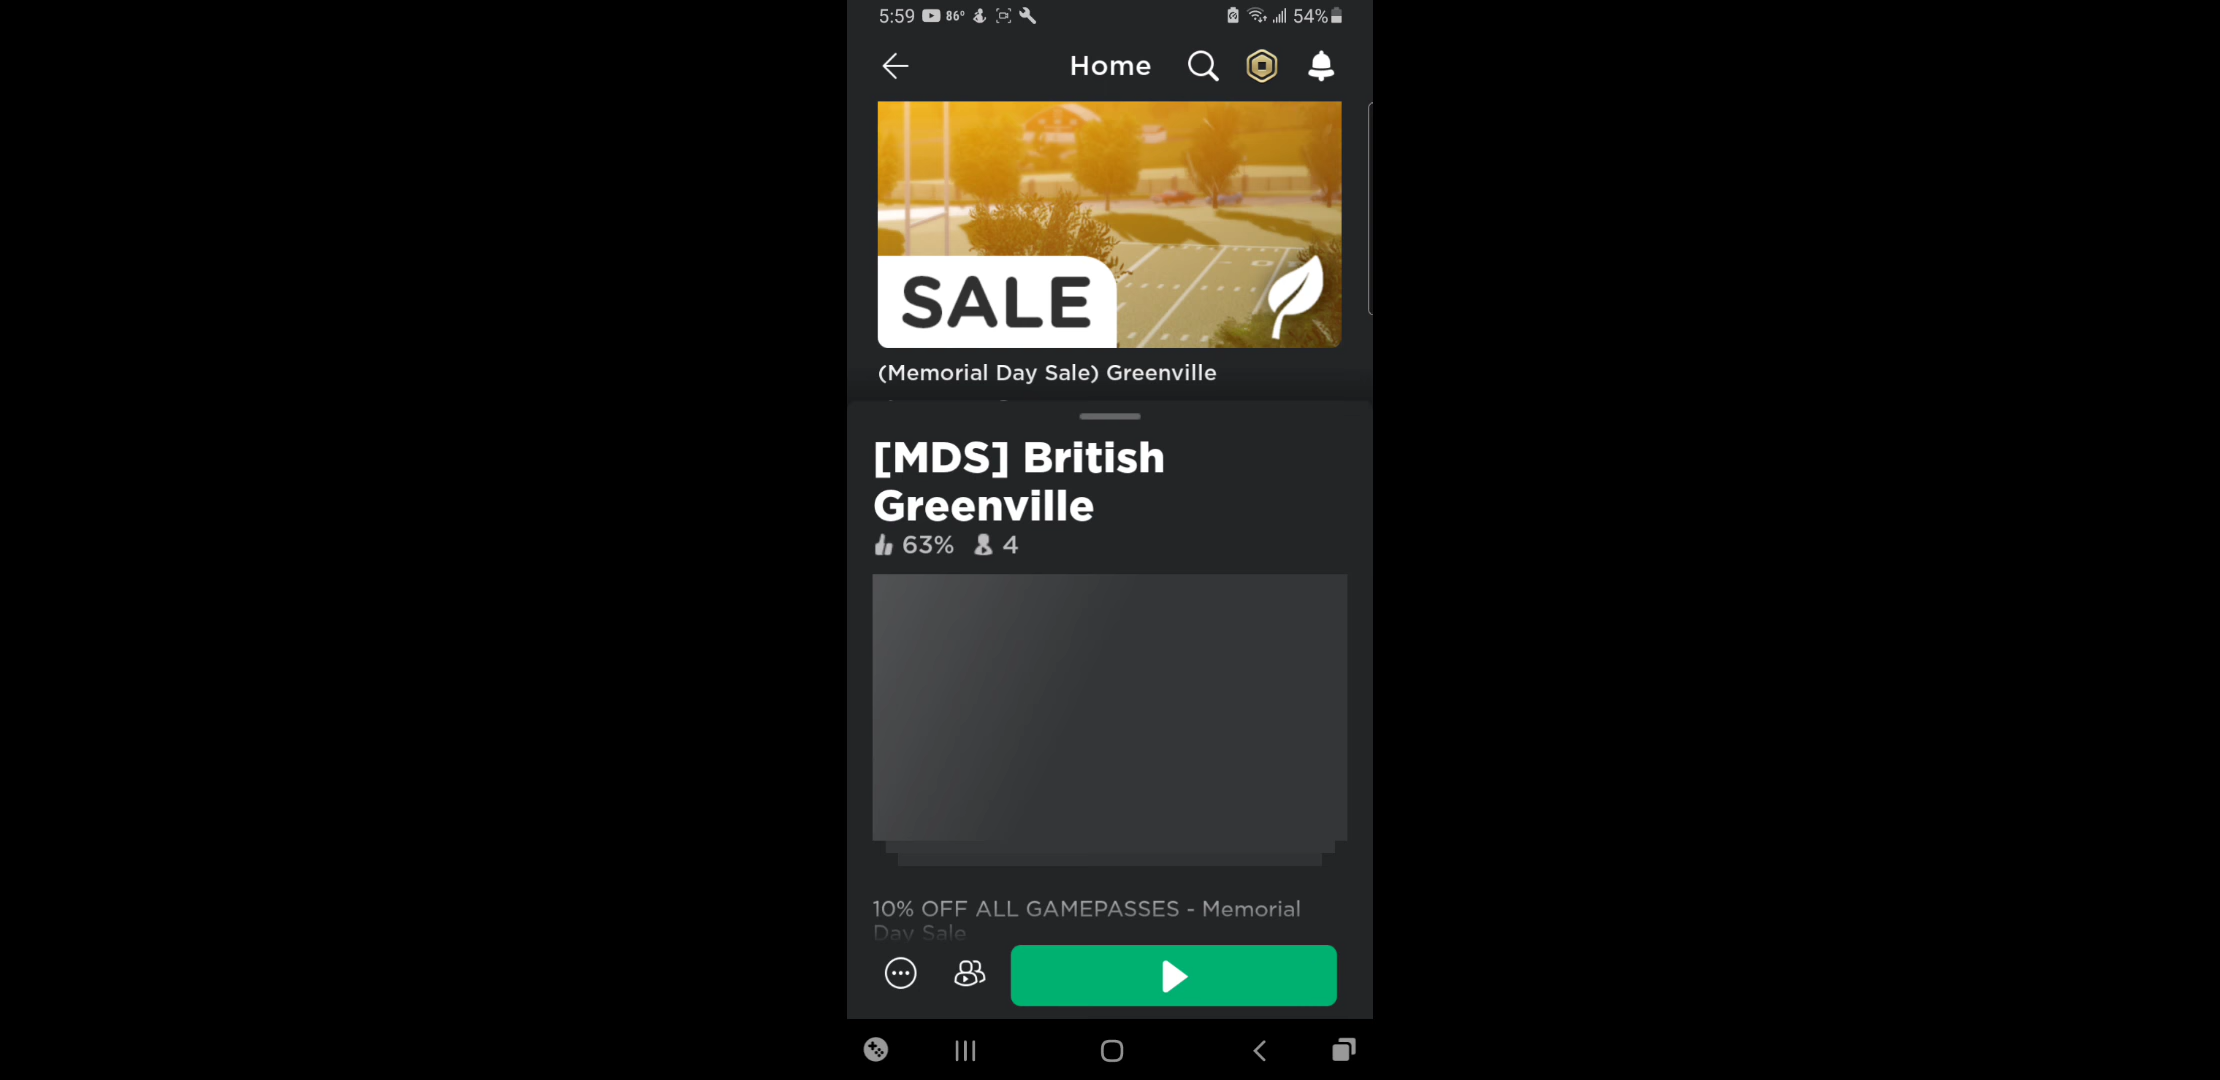 5:59 86° 54%
Home
SALE
(Memorial Day Sale) Greenville
[MDS] British
Greenville
63% 4
10% OFF ALL GAMEPASSES - Memorial
Day Sale